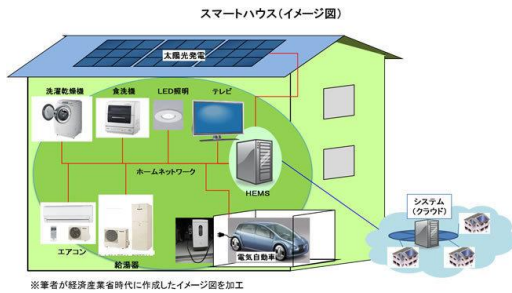 スマートハウス(イメージ図)
太陽光発電
洗濯乾燥機
食洗機
LED照明
テレビ
ホームネットワーク
HEMS
システム
(クラウド)
エアコン
給湯器
電気自動車
※筆者が経済産業省時代に作成したイメージ図を加工